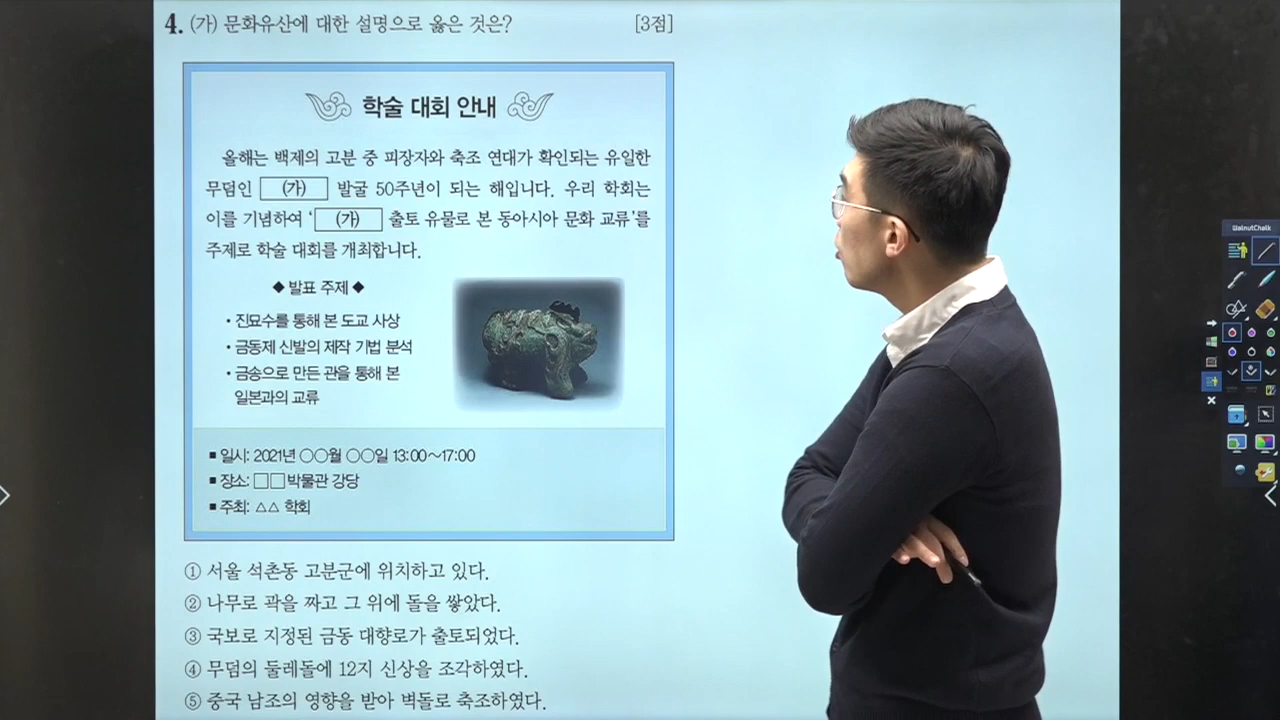 4. (가) 문화유산에 대한 설명으로 옳은 것은? [3점]
학술 대회 안내
올해는 백제의 고분 중 피장자와 축조 연대가 확인되는 유일한
무덤인 (가) 발굴 50주년이 되는 해입니다. 우리 학회는
이를 기념하여 ‘ (가) 출토 유물로 본 동아시아 문화 교류’를
주제로 학술 대회를 개최합니다.
◆ 발표 주제 ◆
• 진묘수를 통해 본 도교 사상
• 금동제 신발의 제작 기법 분석
• 금송으로 만든 관을 통해 본
일본과의 교류
■ 일시: 2021년 ○○월 ○○일 13:00～17:00
■ 장소: □□박물관 강당
■ 주최: △△ 학회
① 서울 석촌동 고분군에 위치하고 있다.
② 나무로 곽을 짜고 그 위에 돌을 쌓았다.
③ 국보로 지정된 금동 대향로가 출토되었다.
④ 무덤의 둘레돌에 12지 신상을 조각하였다.
⑤ 중국 남조의 영향을 받아 벽돌로 축조하였다.
WalnutChalk